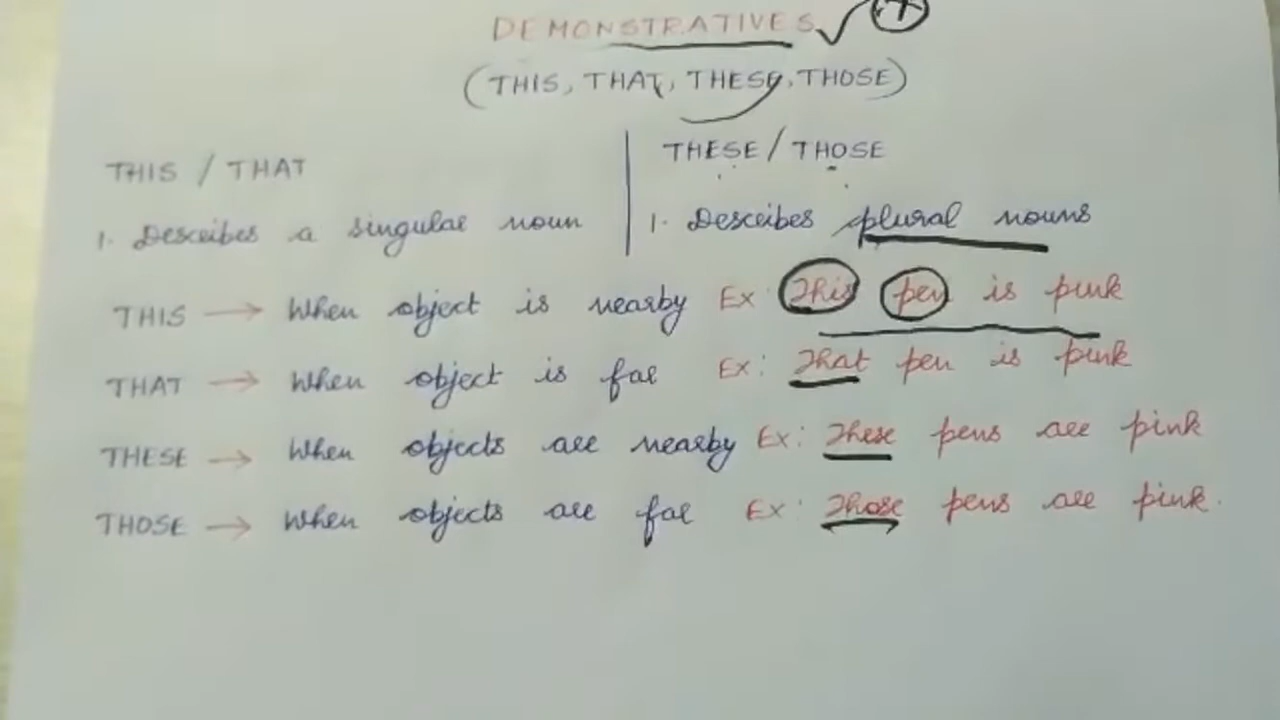 DEMONSTRATIVES
(THIS, THAT, THESE, THOSE)
THIS / THAT
THESE / THOSE
1. Describes a singular noun
1. Descibes plural nouns
THIS → When object is nearby Ex This pen is pink
THAT → When object is far Ex: That pen is pink
THESE → When objects are nearby Ex: These pens are pink
THOSE → When objects are far Ex: Those pens are pink.